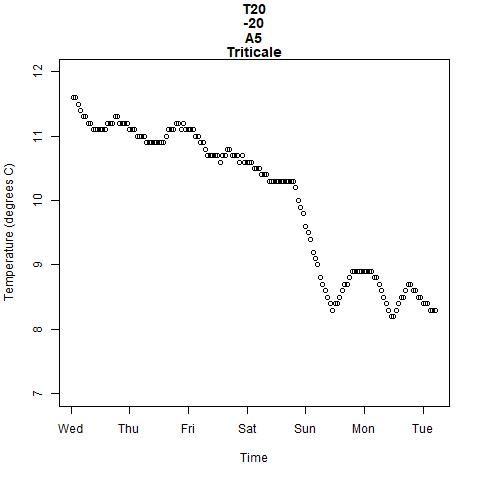 T20
-20
A5
Triticale
12
11
10
9
8
7
Temperature (degrees C)
Wed Thu Fri Sat Sun Mon Tue
Time